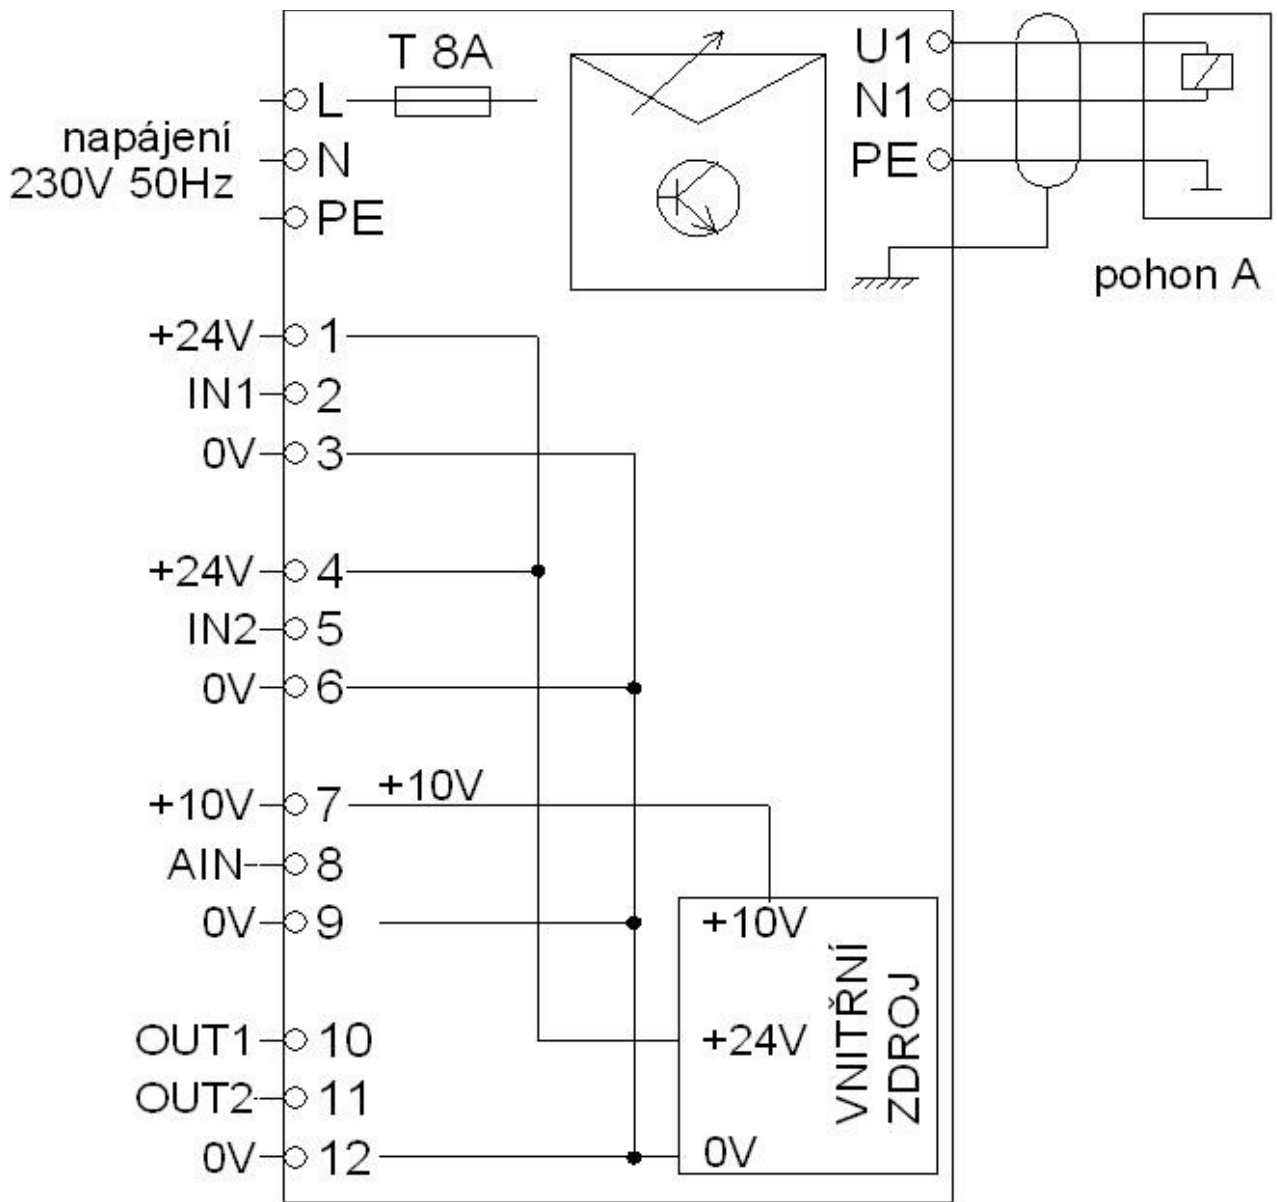 T 8A
L
N
PE
napájení
230V 50Hz
U1
N1
PE
pohon A
+24V 1
IN1 2
0V 3
+24V 4
IN2 5
0V 6
+10V 7 +10V
AIN 8
0V 9
OUT1 10
OUT2 11
0V 12
+10V
+24V
0V
VNITŘNÍ
ZDROJ